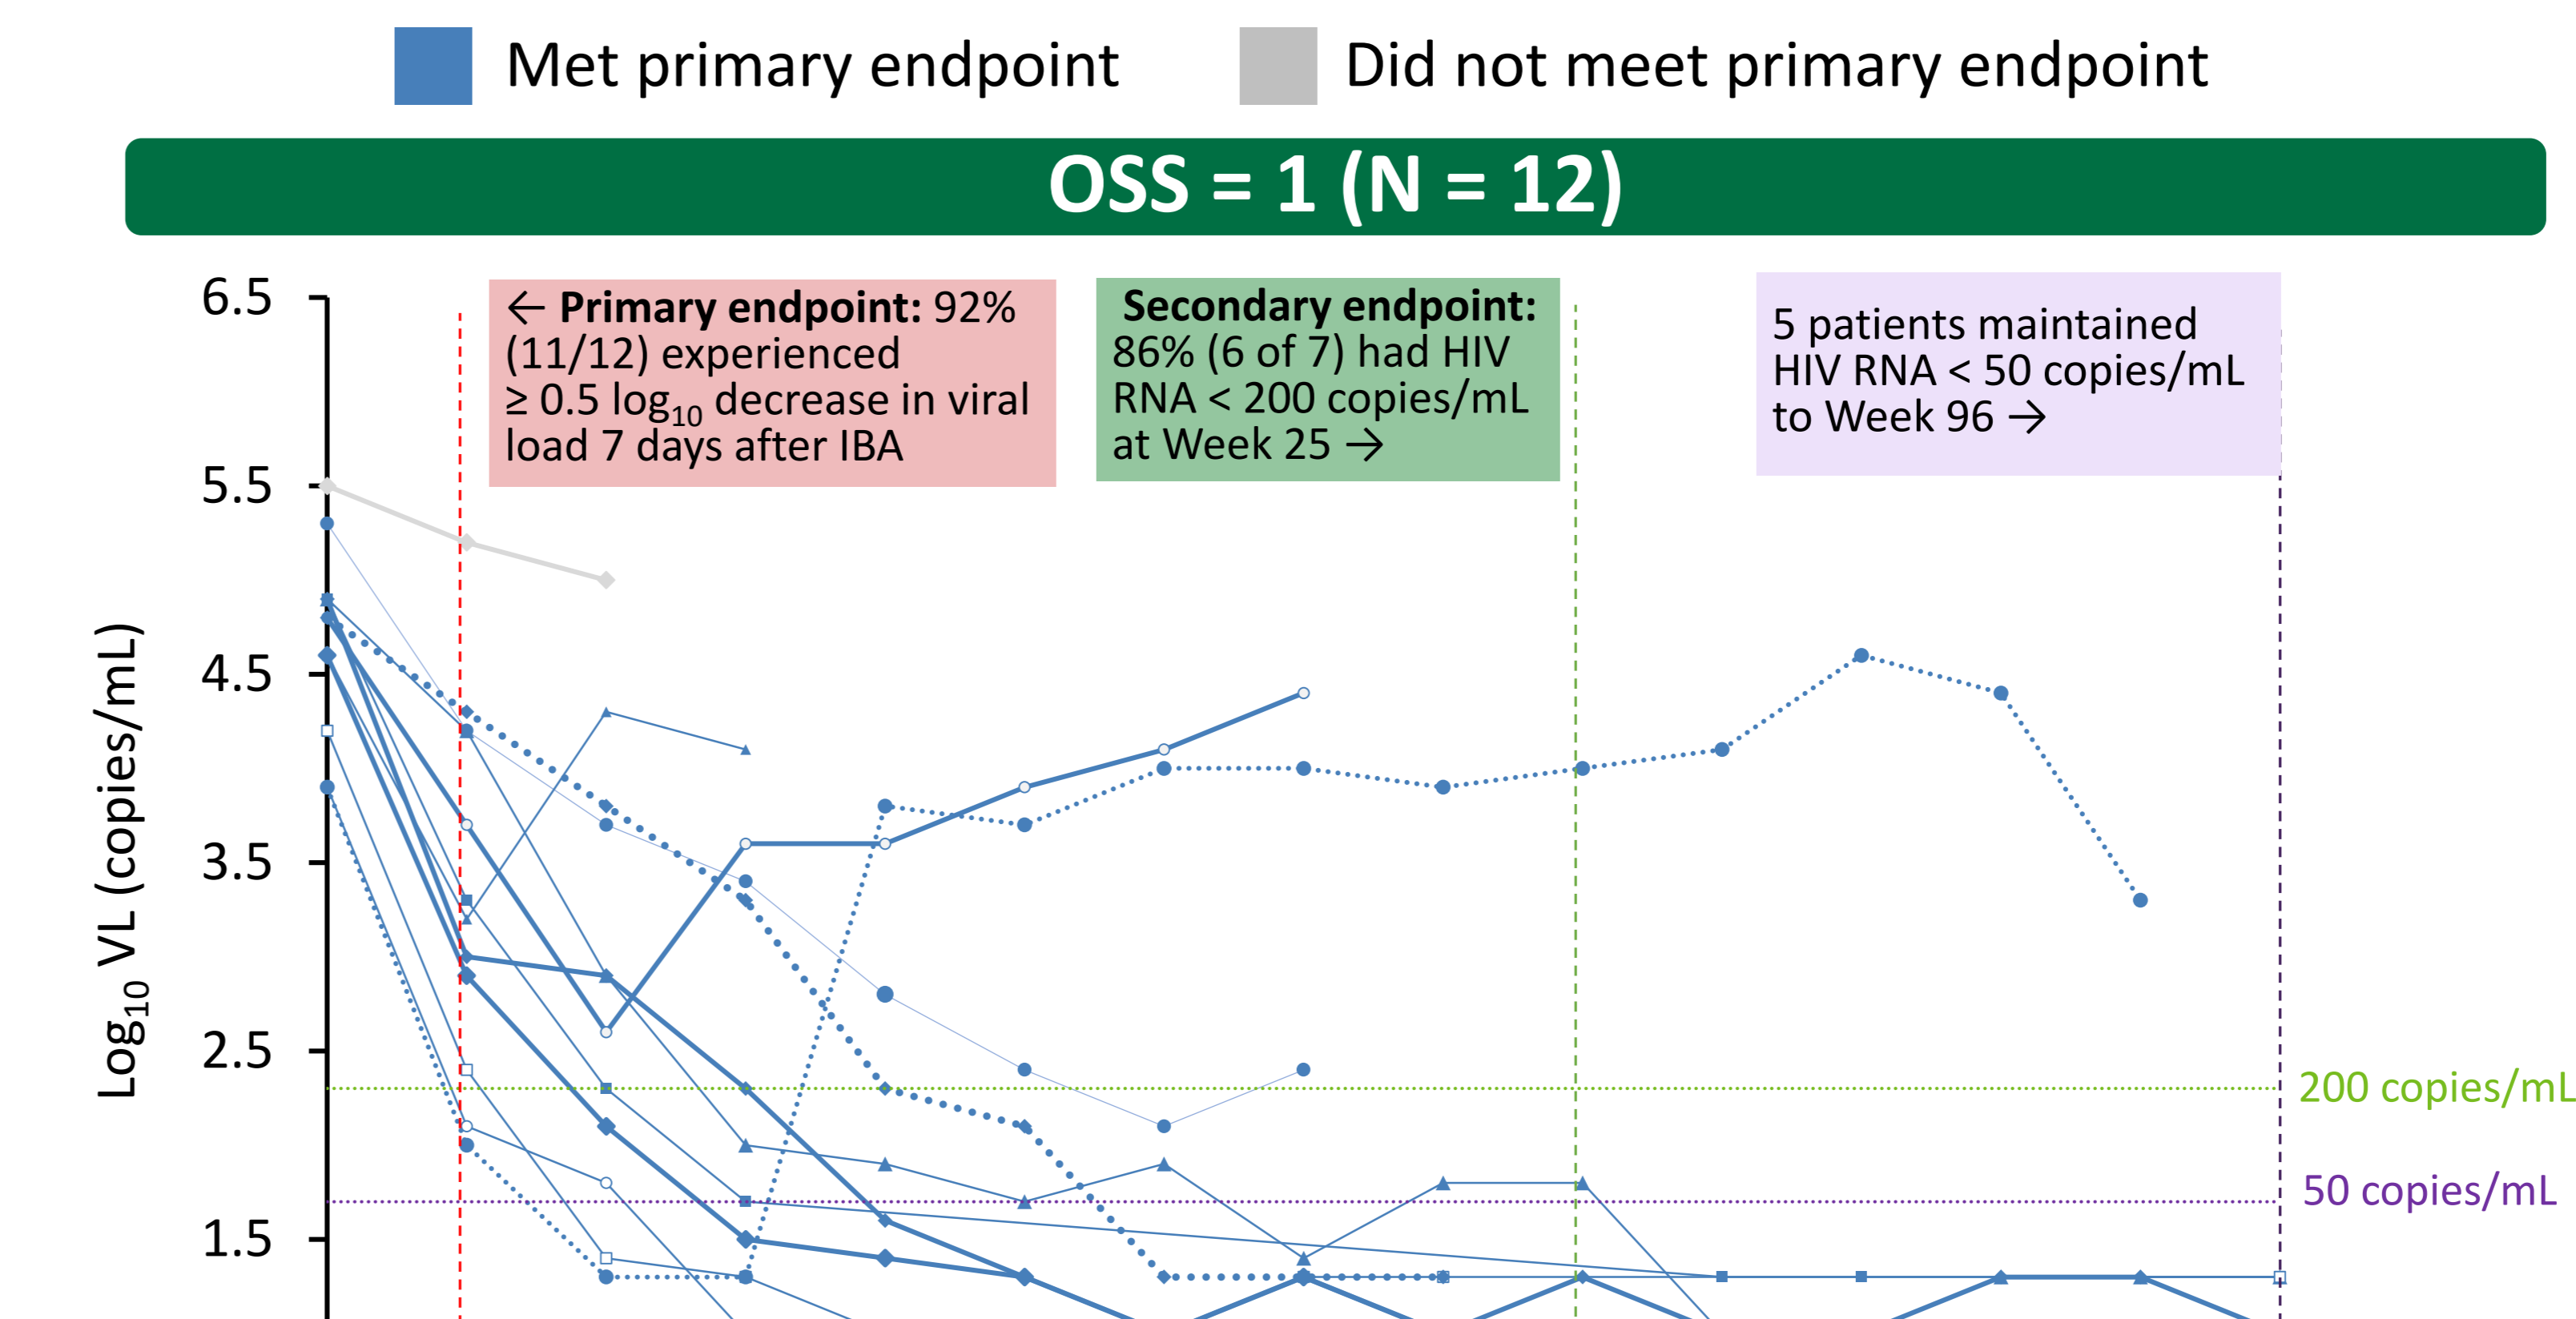 Met primary endpoint
Did not meet primary endpoint
OSS = 1 (N = 12)
← Primary endpoint: 92%
(11/12) experienced
≥ 0.5 log₁₀ decrease in viral
load 7 days after IBA
Secondary endpoint:
86% (6 of 7) had HIV
RNA < 200 copies/mL
at Week 25 →
5 patients maintained
HIV RNA < 50 copies/mL
to Week 96 →
Log₁₀ VL (copies/mL)
6.5
5.5
4.5
3.5
2.5
1.5
200 copies/mL
50 copies/mL